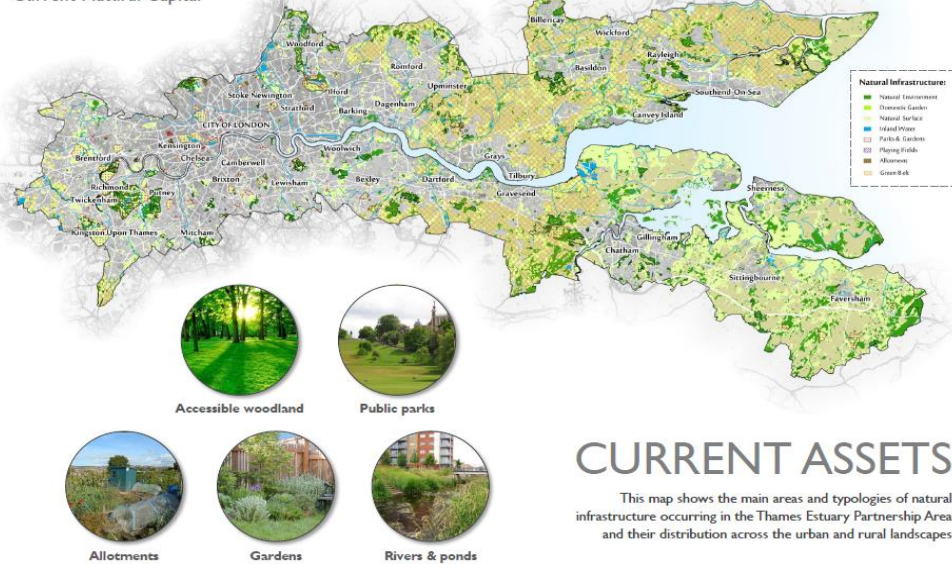 Current Natural Capital
Billericay
Wickford
Woodford
Rayleigh
Romford
Basildon
Upminster
Stoke Newington
Ilford
Southend-On-Sea
Stratford
Dagenham
Barking
CITY OF LONDON
Canvey Island
Kensington
Woolwich
Brentford
Chelsea
Grays
Camberwell
Richmond
Brixton
Lewisham
Bexley
Dartford
Tilbury
Putney
Gravesend
Twickenham
Sheerness
Kingston Upon Thames
Mitcham
Gillingham
Chatham
Sittingbourne
Faversham
Natural Infrastructure:
Natural Environment
Domestic Garden
Natural Surface
Inland Water
Parks & Gardens
Playing Fields
Allotment
Green Belt
Accessible woodland
Public parks
Allotments
Gardens
Rivers & ponds
CURRENT ASSETS
This map shows the main areas and typologies of natural
infrastructure occurring in the Thames Estuary Partnership Area
and their distribution across the urban and rural landscapes